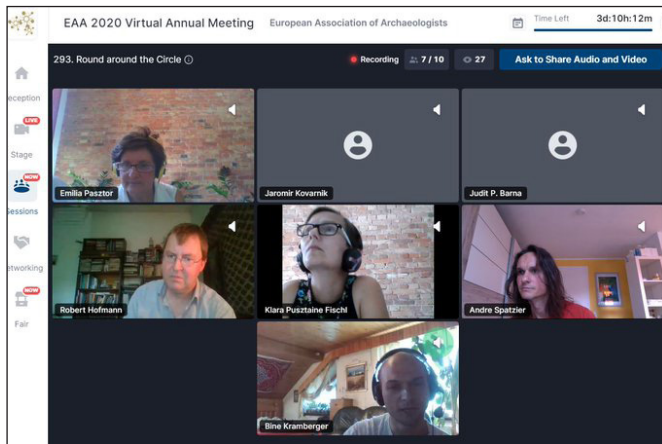 EAA 2020 Virtual Annual Meeting
European Association of Archaeologists
Time Left
3d:10h:12m
293. Round around the Circle
Recording
7 / 10
27
Ask to Share Audio and Video
eception
LIVE
Stage
NOW
Sessions
etworking
NOW
Fair
Emilia Pasztor
Jaromir Kovarnik
Judit P. Barna
Robert Hofmann
Klara Pusztaine Fischl
Andre Spatzier
Bine Kramberger